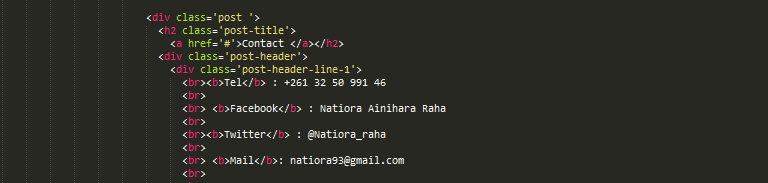 <div class='post '>
<h2 class='post-title'>
<a href='#'>Contact </a></h2>
<div class='post-header'>
<div class='post-header-line-1'>
<br><b>Tel</b> : +261 32 50 991 46
<br>
<br> <b>Facebook</b> : Natiora Ainihara Raha
<br>
<br><b>Twitter</b> : @Natiora_raha
<br>
<br> <b>Mail</b>: natiora93@gmail.com
<br>